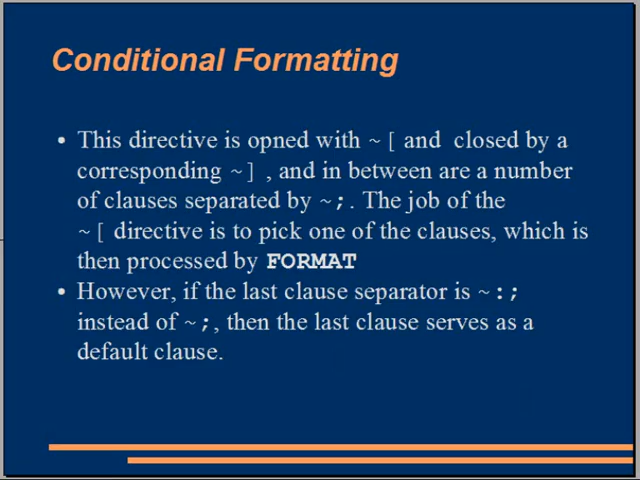 Conditional Formatting
• This directive is opned with ~[ and closed by a
corresponding ~] , and in between are a number
of clauses separated by ~;. The job of the
~[ directive is to pick one of the clauses, which is
then processed by FORMAT
• However, if the last clause separator is ~:;
instead of ~;, then the last clause serves as a
default clause.